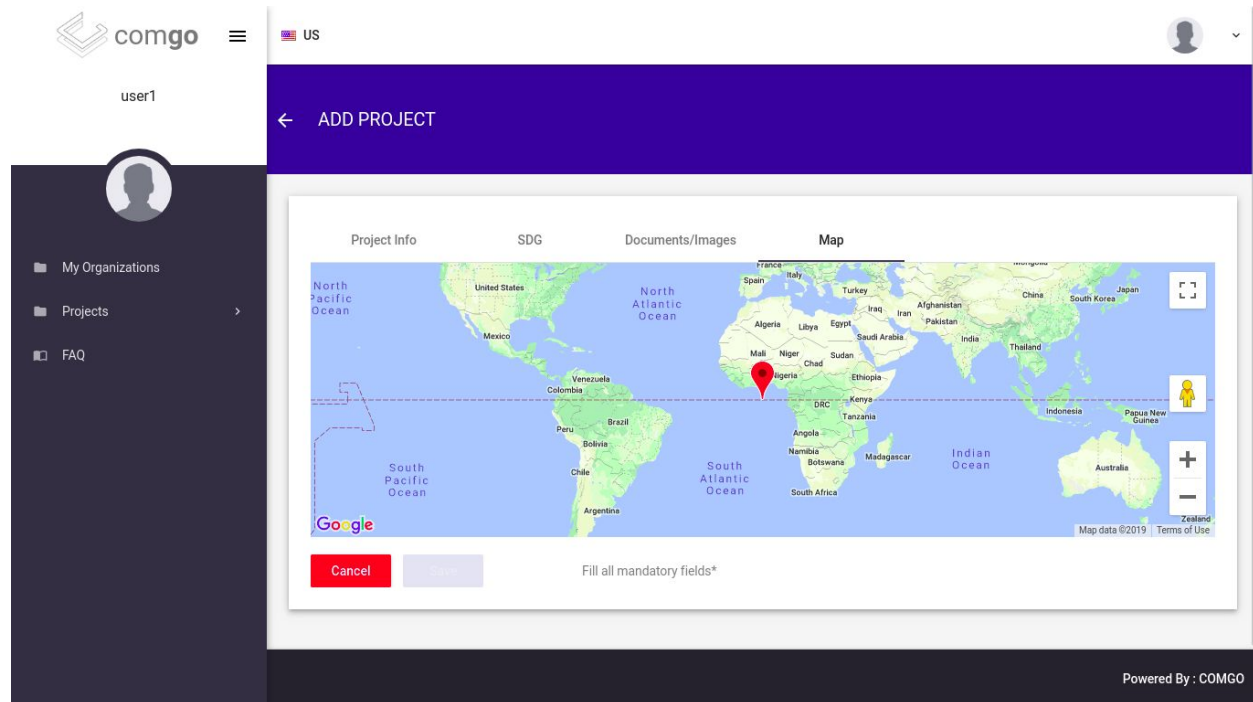 comgo
US
user1
ADD PROJECT
My Organizations
Projects
FAQ
Project Info
SDG
Documents/Images
Map
North
Pacific
Ocean
United States
Mexico
Venezuela
Colombia
Peru
Brazil
Bolivia
Chile
Argentina
South
Pacific
Ocean
North
Atlantic
Ocean
South
Atlantic
Ocean
France
Spain
Italy
Turkey
Iraq
Iran
Afghanistan
Pakistan
Algeria
Libya
Egypt
Saudi Arabia
Mali
Niger
Chad
Sudan
Ethiopia
DRC
Kenya
Tanzania
Angola
Namibia
Botswana
Madagascar
South Africa
Indian
Ocean
China
South Korea
Japan
India
Thailand
Indonesia
Papua New
Guinea
Australia
Zealand
Google
Map data ©2019
Terms of Use
Cancel
Save
Fill all mandatory fields*
Powered By : COMGO